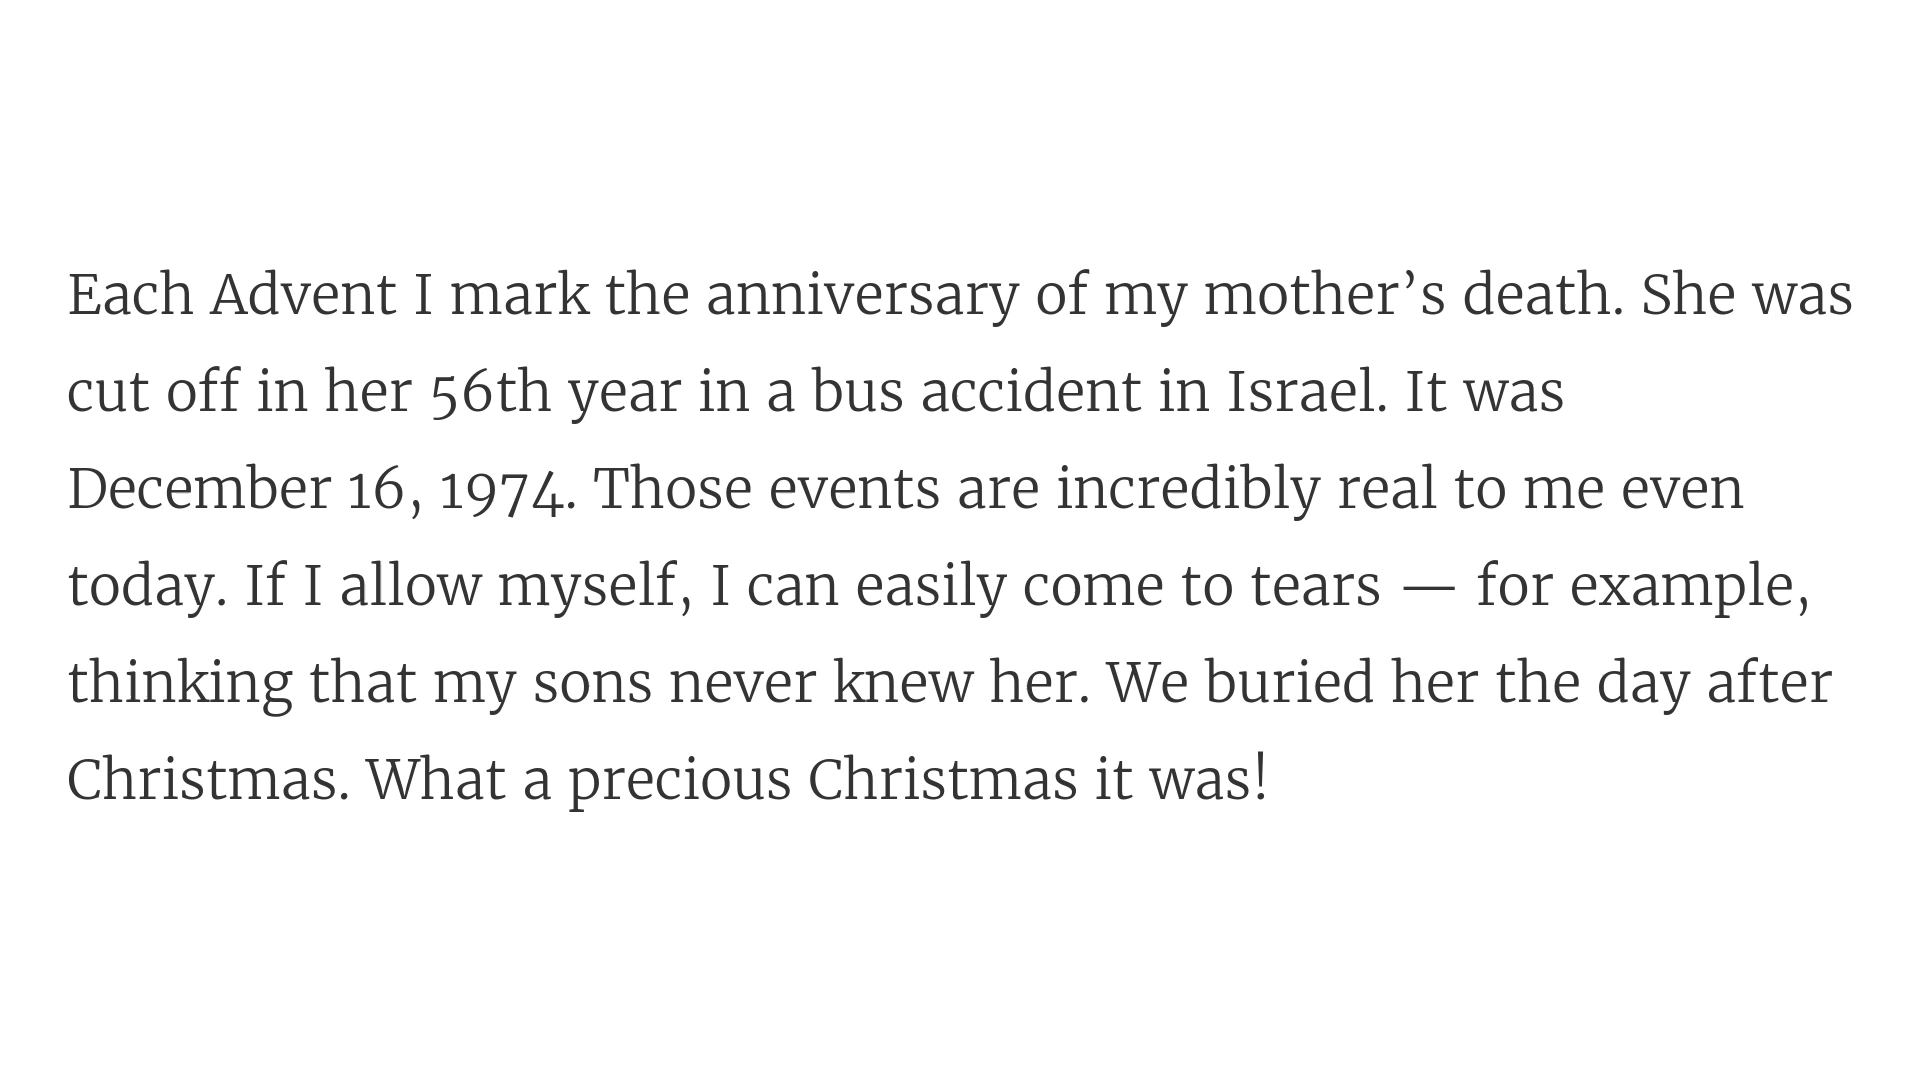 Each Advent I mark the anniversary of my mother’s death. She was
cut off in her 56th year in a bus accident in Israel. It was
December 16, 1974. Those events are incredibly real to me even
today. If I allow myself, I can easily come to tears — for example,
thinking that my sons never knew her. We buried her the day after
Christmas. What a precious Christmas it was!